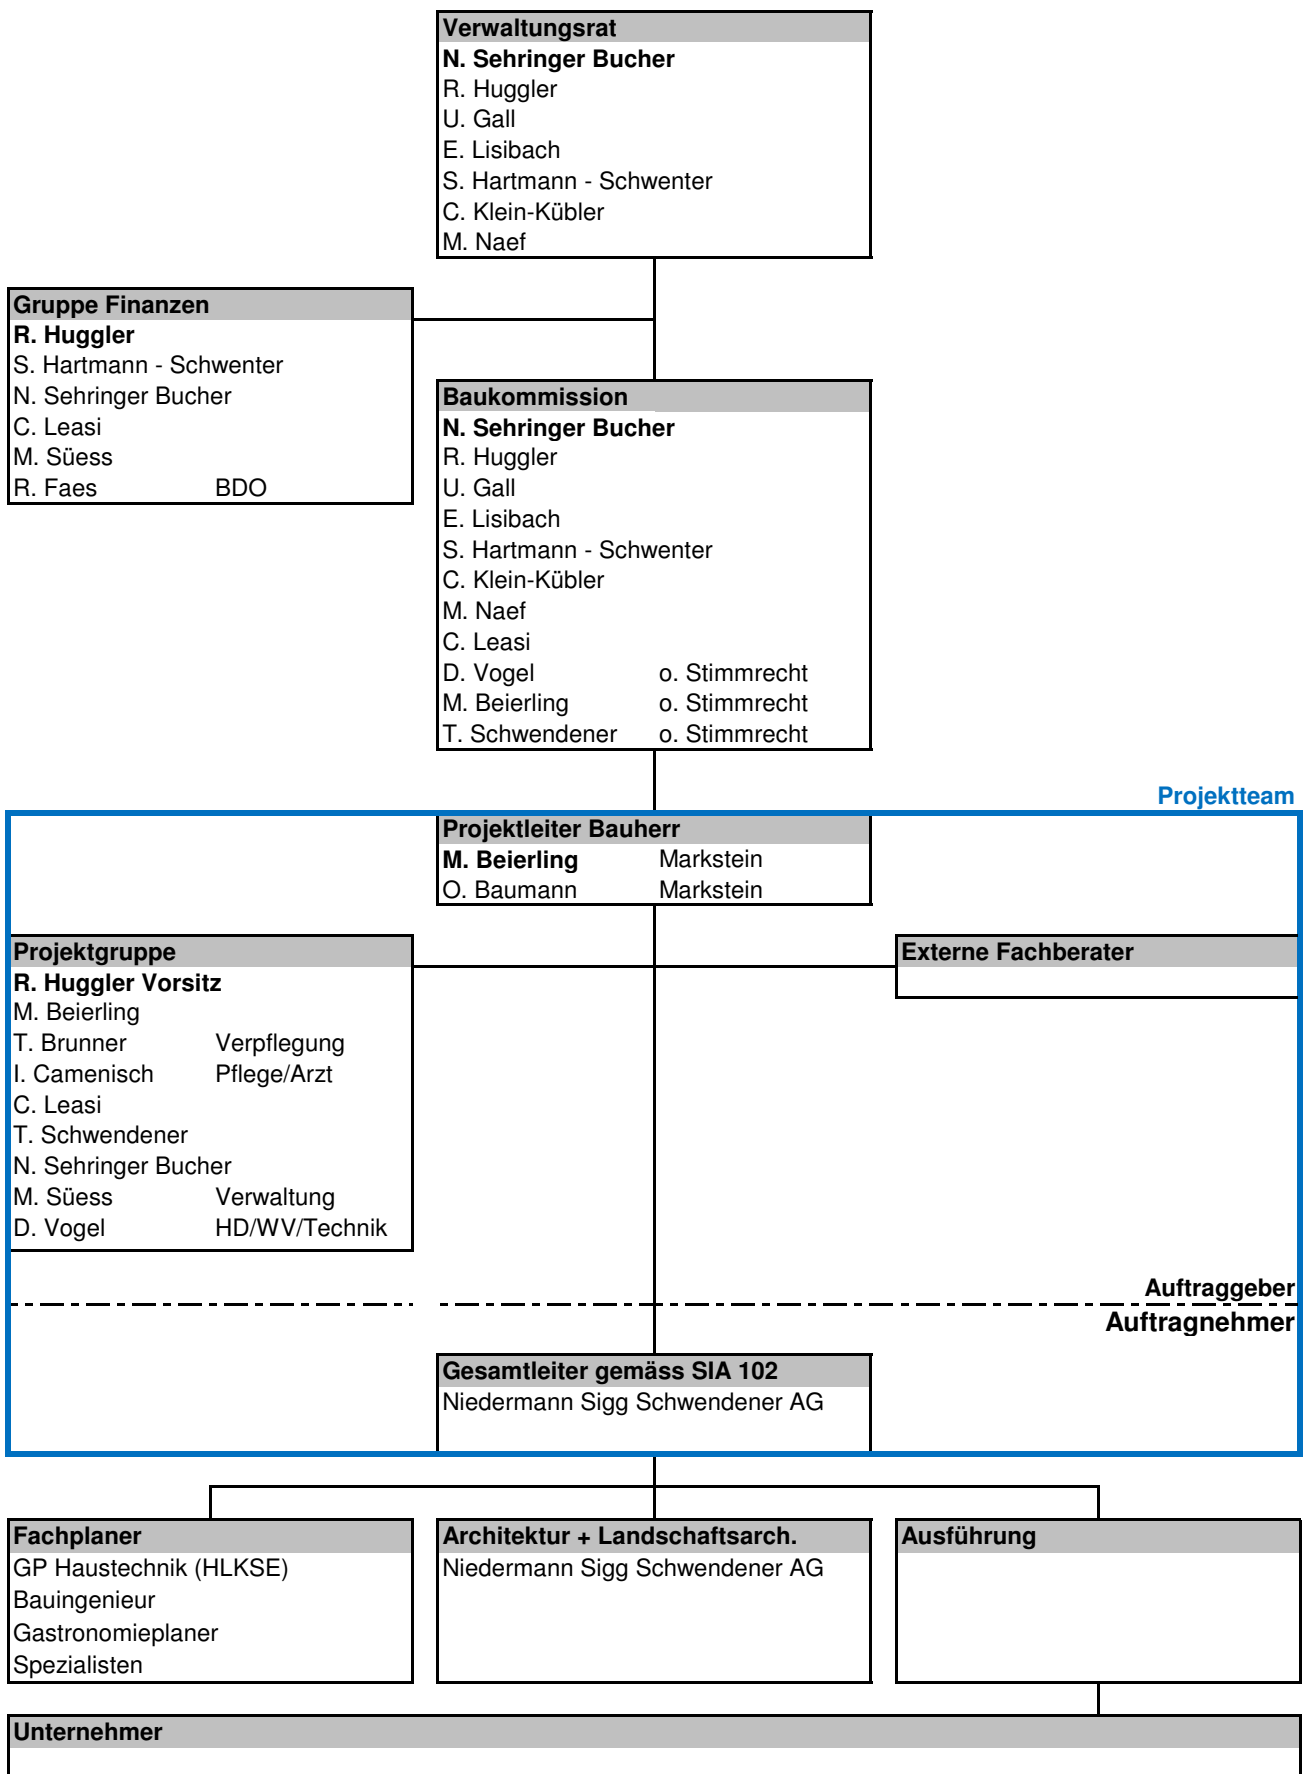 Verwaltungsrat
N. Sehringer Bucher
R. Huggler
U. Gall
E. Lisibach
S. Hartmann - Schwenter
C. Klein-Kübler
M. Naef
Gruppe Finanzen
R. Huggler
S. Hartmann - Schwenter
N. Sehringer Bucher
C. Leasi
M. Süess
R. Faes BDO
Baukommission
N. Sehringer Bucher
R. Huggler
U. Gall
E. Lisibach
S. Hartmann - Schwenter
C. Klein-Kübler
M. Naef
C. Leasi
D. Vogel o. Stimmrecht
M. Beierling o. Stimmrecht
T. Schwendener o. Stimmrecht
Projektteam
Projektleiter Bauherr
M. Beierling Markstein
O. Baumann Markstein
Projektgruppe
R. Huggler Vorsitz
M. Beierling
T. Brunner Verpflegung
I. Camenisch Pflege/Arzt
C. Leasi
T. Schwendener
N. Sehringer Bucher
M. Süess Verwaltung
D. Vogel HD/WV/Technik
Externe Fachberater
Auftraggeber
Auftragnehmer
Gesamtleiter gemäss SIA 102
Niedermann Sigg Schwendener AG
Fachplaner
GP Haustechnik (HLKSE)
Bauingenieur
Gastronomieplaner
Spezialisten
Architektur + Landschaftsarch.
Niedermann Sigg Schwendener AG
Ausführung
Unternehmer